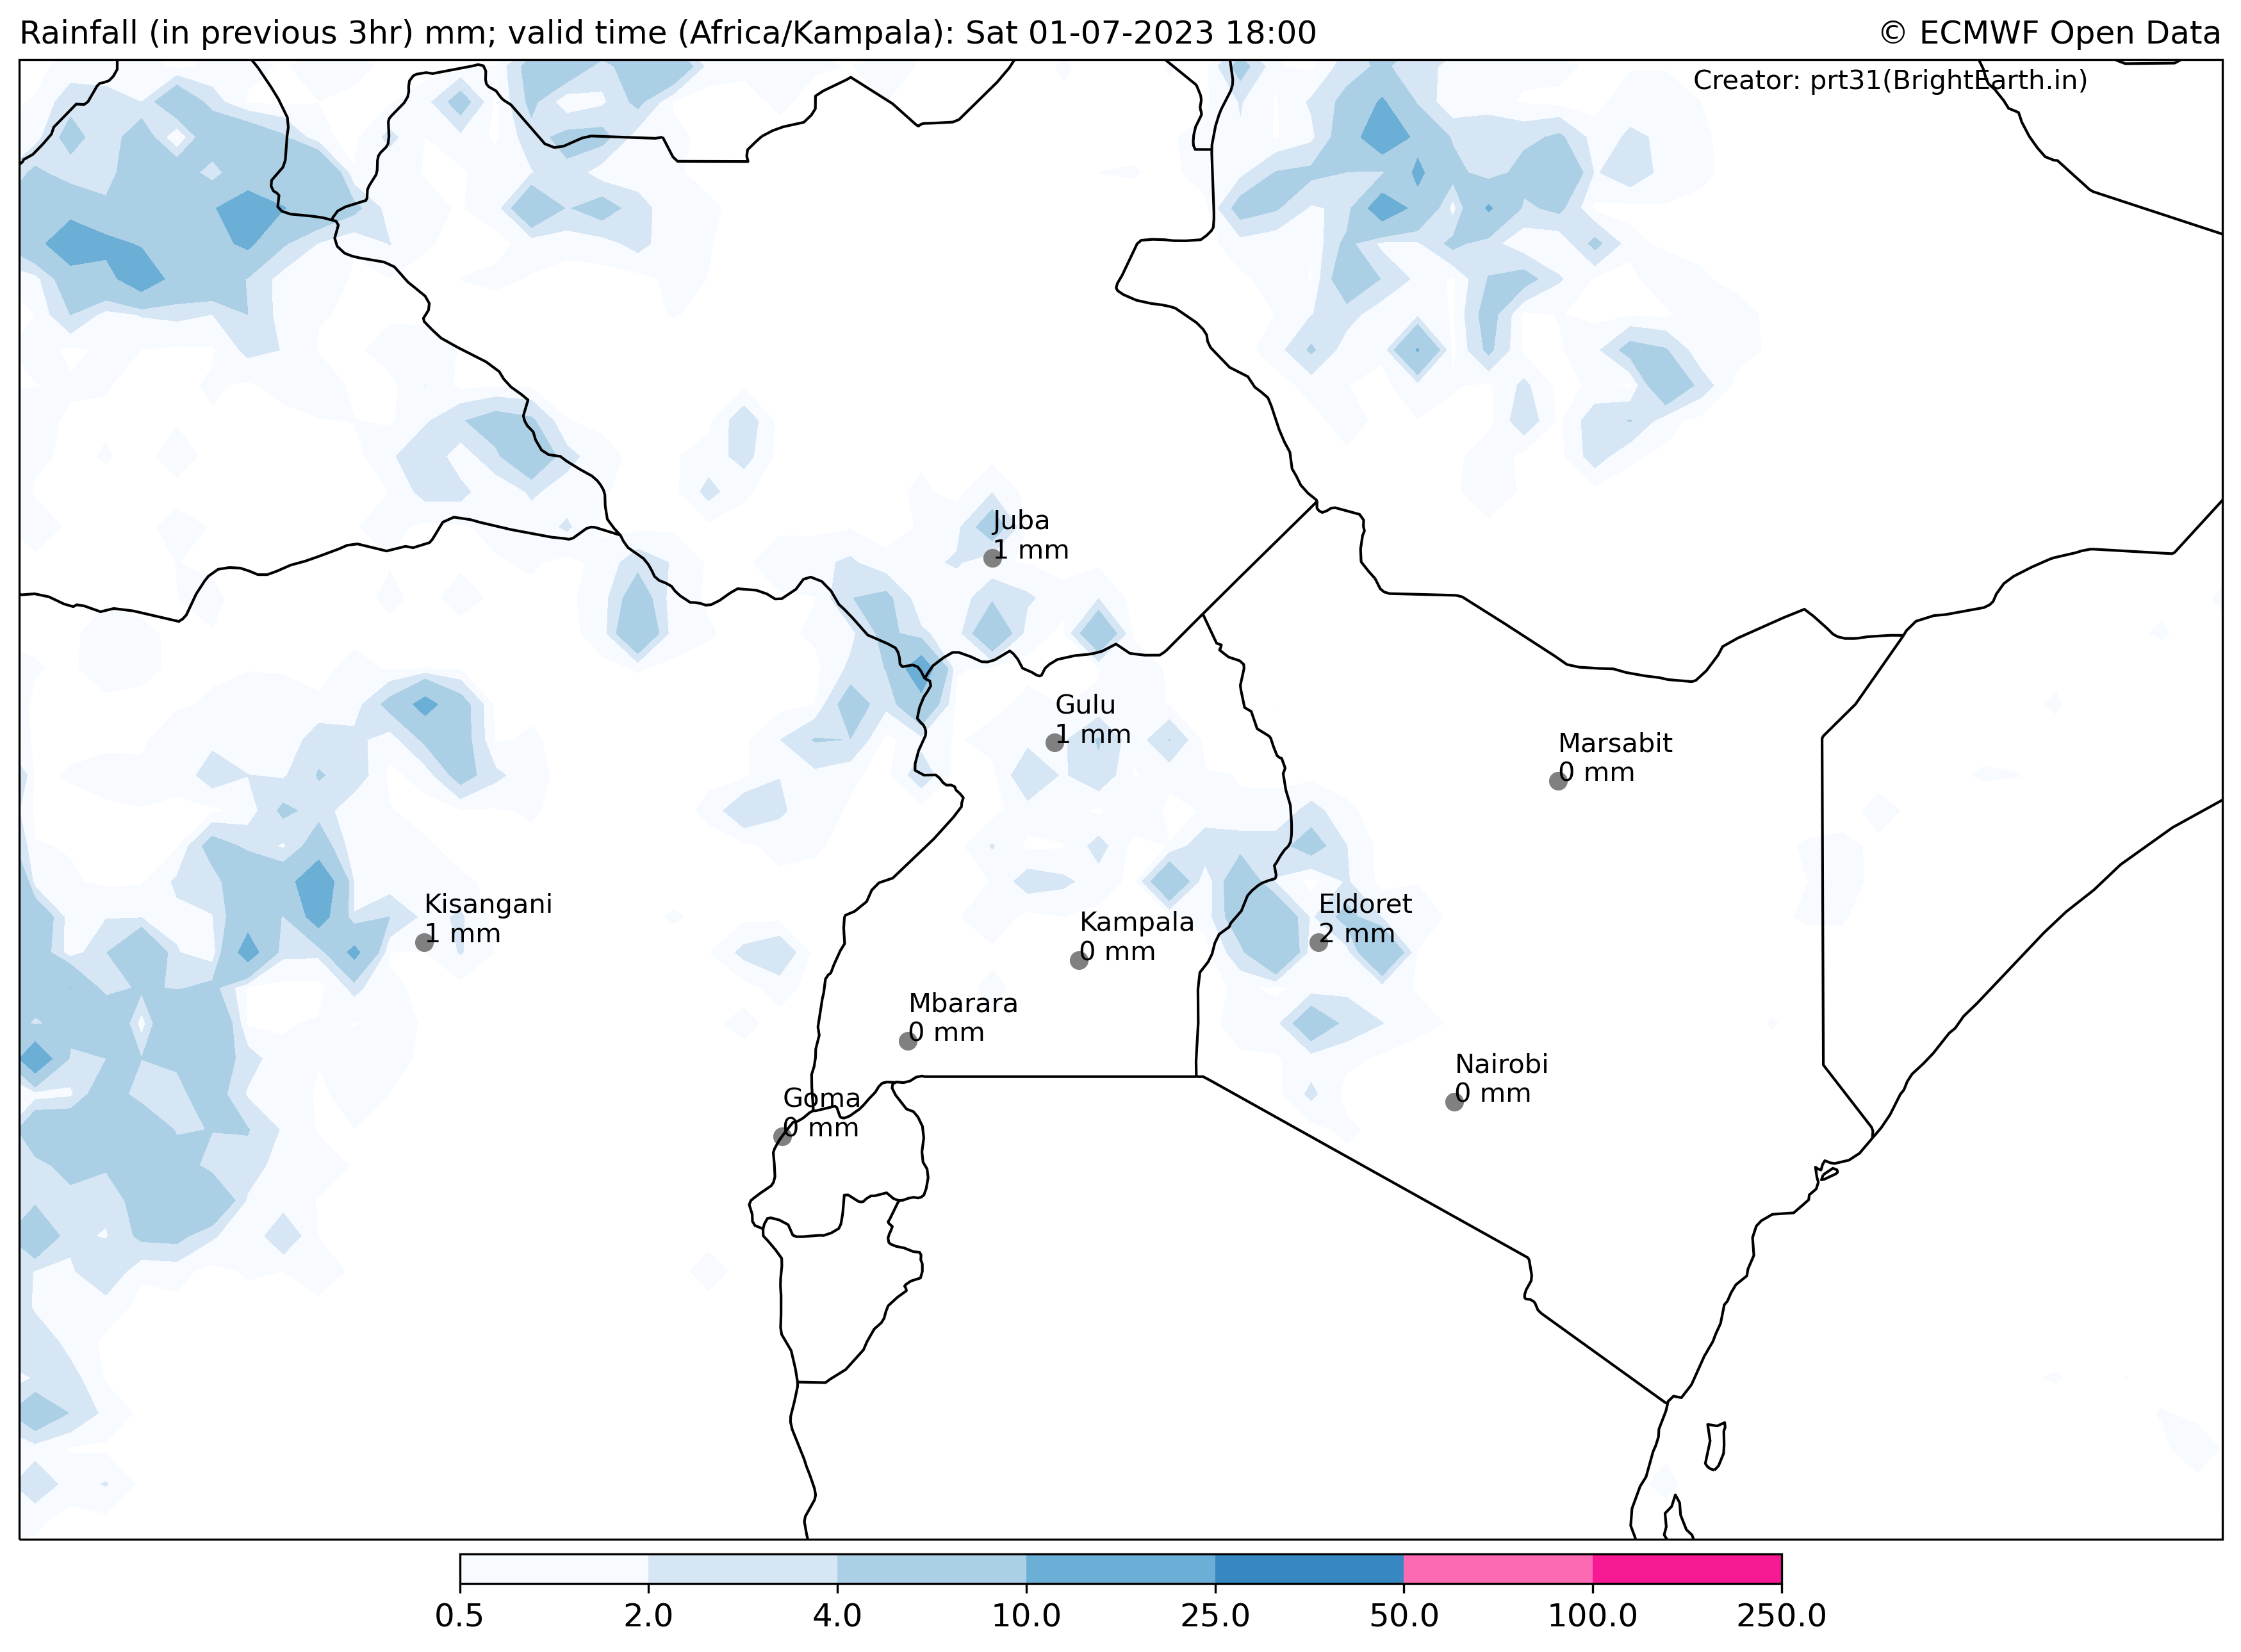 Rainfall (in previous 3hr) mm; valid time (Africa/Kampala): Sat 01-07-2023 18:00
© ECMWF Open Data
Creator: prt31(BrightEarth.in)
Juba
1 mm
Gulu
1 mm
Marsabit
0 mm
Kisangani
1 mm
Eldoret
2 mm
Kampala
0 mm
Mbarara
0 mm
Nairobi
0 mm
Goma
0 mm
0.5 2.0 4.0 10.0 25.0 50.0 100.0 250.0